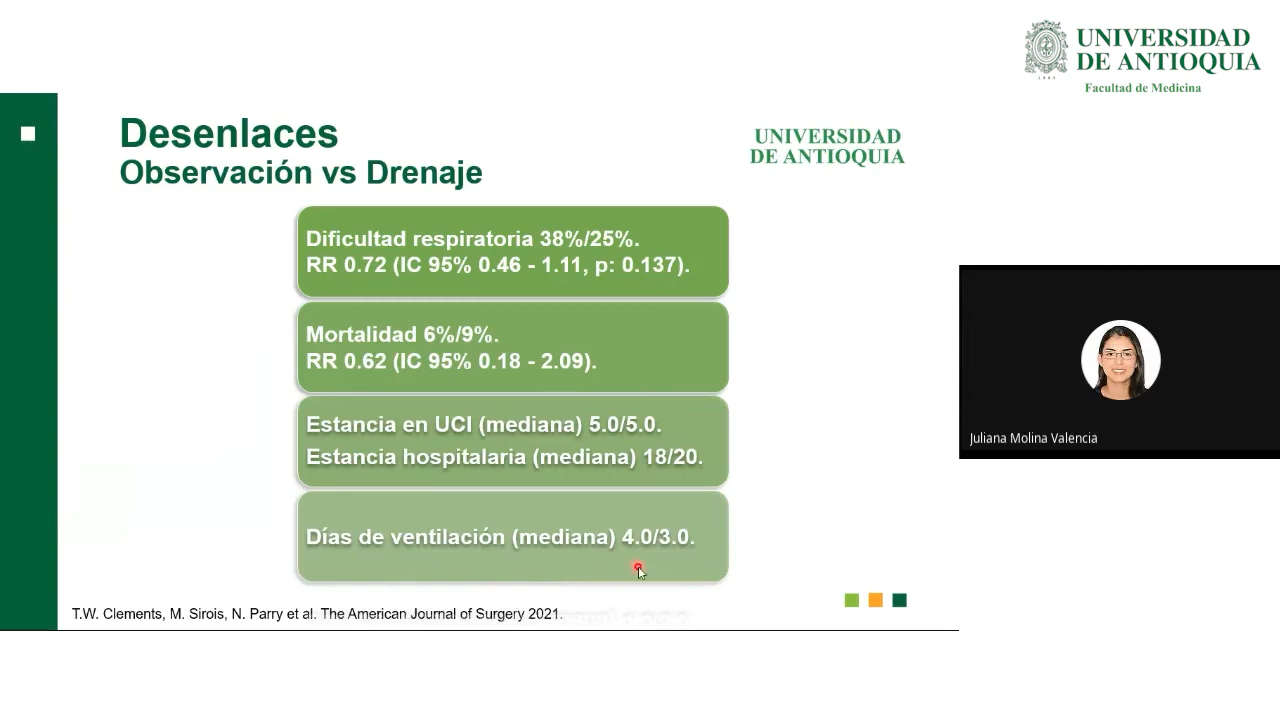 UNIVERSIDAD
DE ANTIOQUIA
Facultad de Medicina
Desenlaces
Observación vs Drenaje
UNIVERSIDAD
DE ANTIOQUIA
Dificultad respiratoria 38%/25%.
RR 0.72 (IC 95% 0.46 - 1.11, p: 0.137).
Mortalidad 6%/9%.
RR 0.62 (IC 95% 0.18 - 2.09).
Estancia en UCI (mediana) 5.0/5.0.
Estancia hospitalaria (mediana) 18/20.
Días de ventilación (mediana) 4.0/3.0.
T.W. Clements, M. Sirois, N. Parry et al. The American Journal of Surgery 2021.
Juliana Molina Valencia